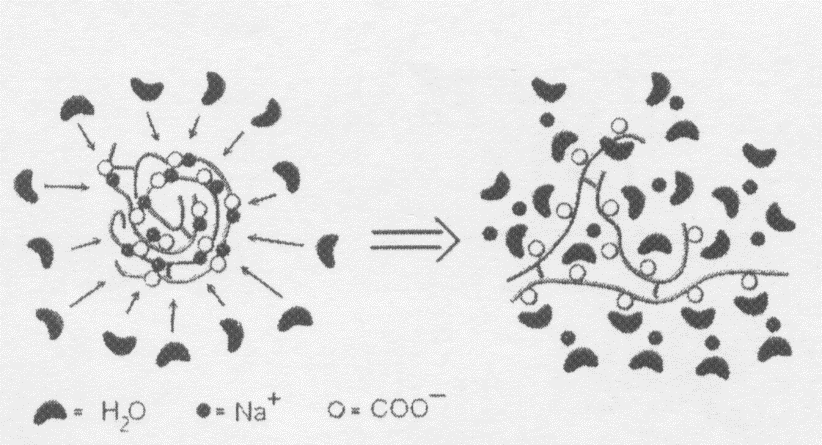 = H₂O = Na⁺ = COO⁻